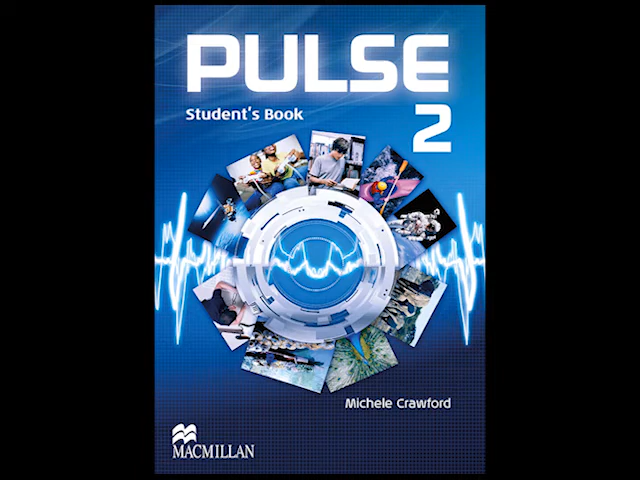 PULSE
Student's Book
2
Michele Crawford
MACMILLAN